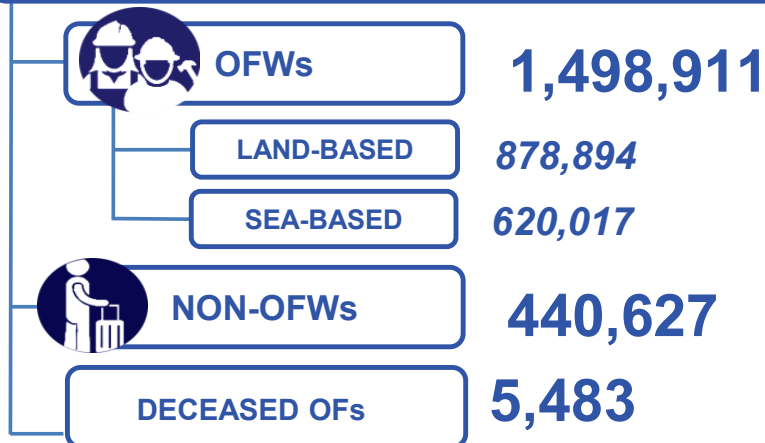 OFWs 1,498,911
LAND-BASED 878,894
SEA-BASED 620,017
NON-OFWs 440,627
DECEASED OFs 5,483